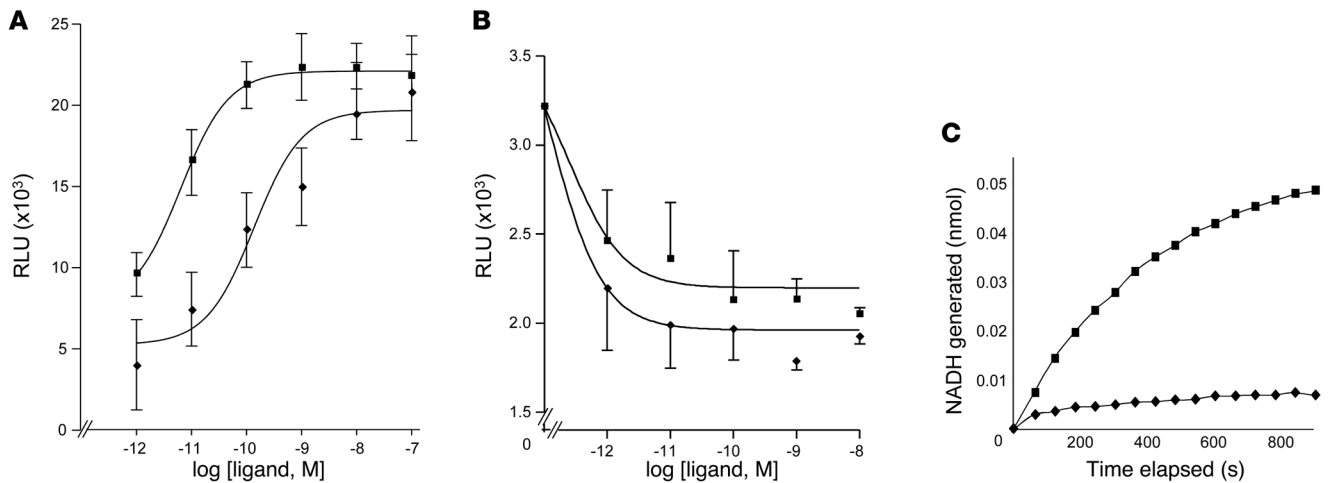 A
25
20
15
10
5
0
RLU (x10³)
-12 -11 -10 -9 -8 -7
log [ligand, M]
B
3.5
3.0
2.5
2.0
1.5
0
RLU (x10³)
-12 -11 -10 -9 -8
log [ligand, M]
C
0.05
0.04
0.03
0.02
0.01
0
NADH generated (nmol)
200 400 600 800
Time elapsed (s)